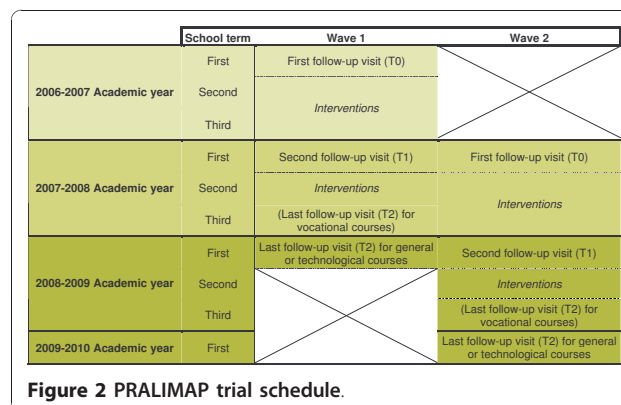 School term Wave 1 Wave 2
First First follow-up visit (T0)
2006-2007 Academic year Second Interventions
Third
First Second follow-up visit (T1) First follow-up visit (T0)
2007-2008 Academic year Second Interventions Interventions
Third (Last follow-up visit (T2) for
vocational courses)
First Last follow-up visit (T2) for general
or technological courses Second follow-up visit (T1)
2008-2009 Academic year Second Interventions
Third (Last follow-up visit (T2) for
vocational courses)
2009-2010 Academic year First Last follow-up visit (T2) for general
or technological courses
Figure 2 PRALIMAP trial schedule.